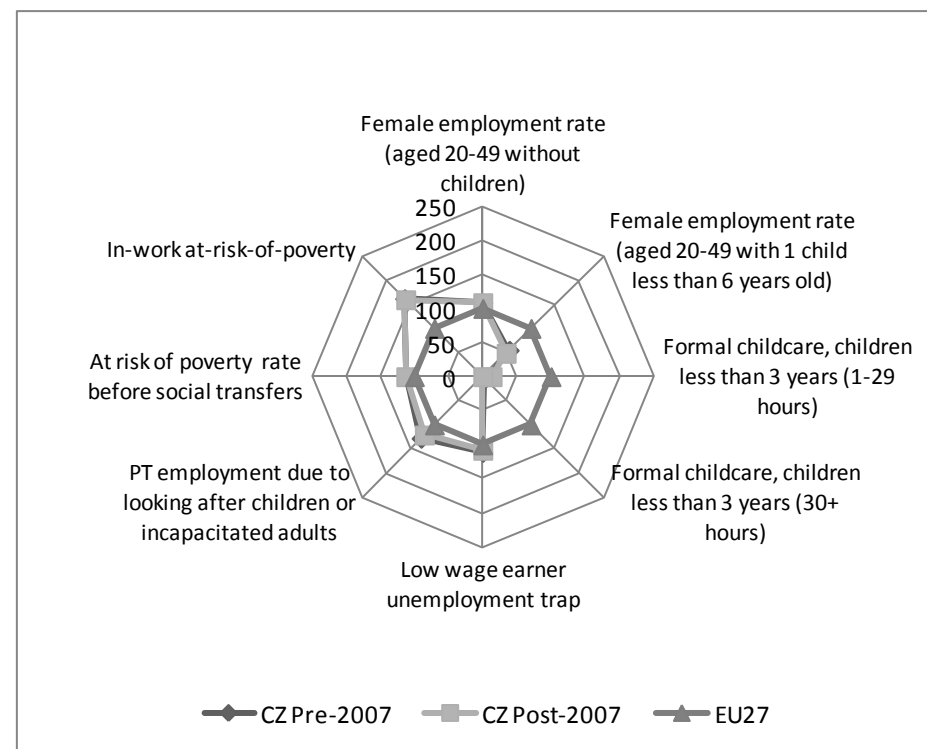 Female employment rate
(aged 20-49 without
children)
250
200
150
100
50
0
Female employment rate
(aged 20-49 with 1 child
less than 6 years old)
Formal childcare, children
less than 3 years (1-29
hours)
Formal childcare, children
less than 3 years (30+
hours)
Low wage earner
unemployment trap
PT employment due to
looking after children or
incapacitated adults
At risk of poverty rate
before social transfers
In-work at-risk-of-poverty
CZ Pre-2007
CZ Post-2007
EU27